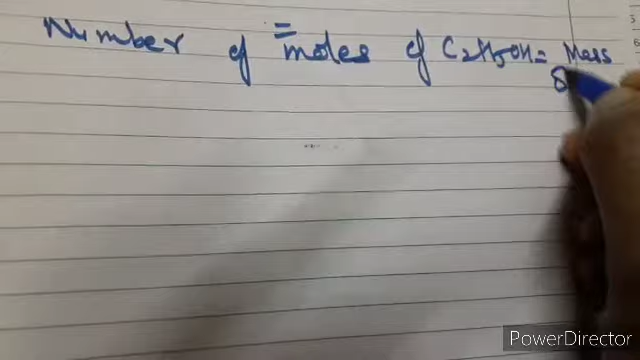 =
Number of moles of C2H5OH = Mass
PowerDirector